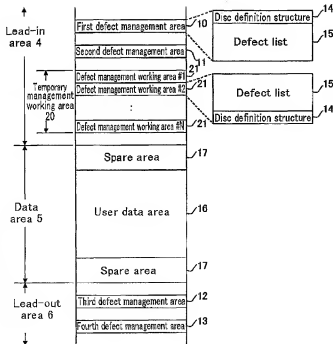 Lead-in
area 4
First defect management area
10
Second defect management area
11
Temporary
management
working area
20
Defect management working area #1
21
Defect management working area #2
21
:
Defect management working area #N
21
Disc definition structure
14
Defect list
15
Defect list
15
Disc definition structure
14
Data
area 5
Spare area
17
User data area
16
Spare area
17
Lead-out
area 6
Third defect management area
12
Fourth defect management area
13